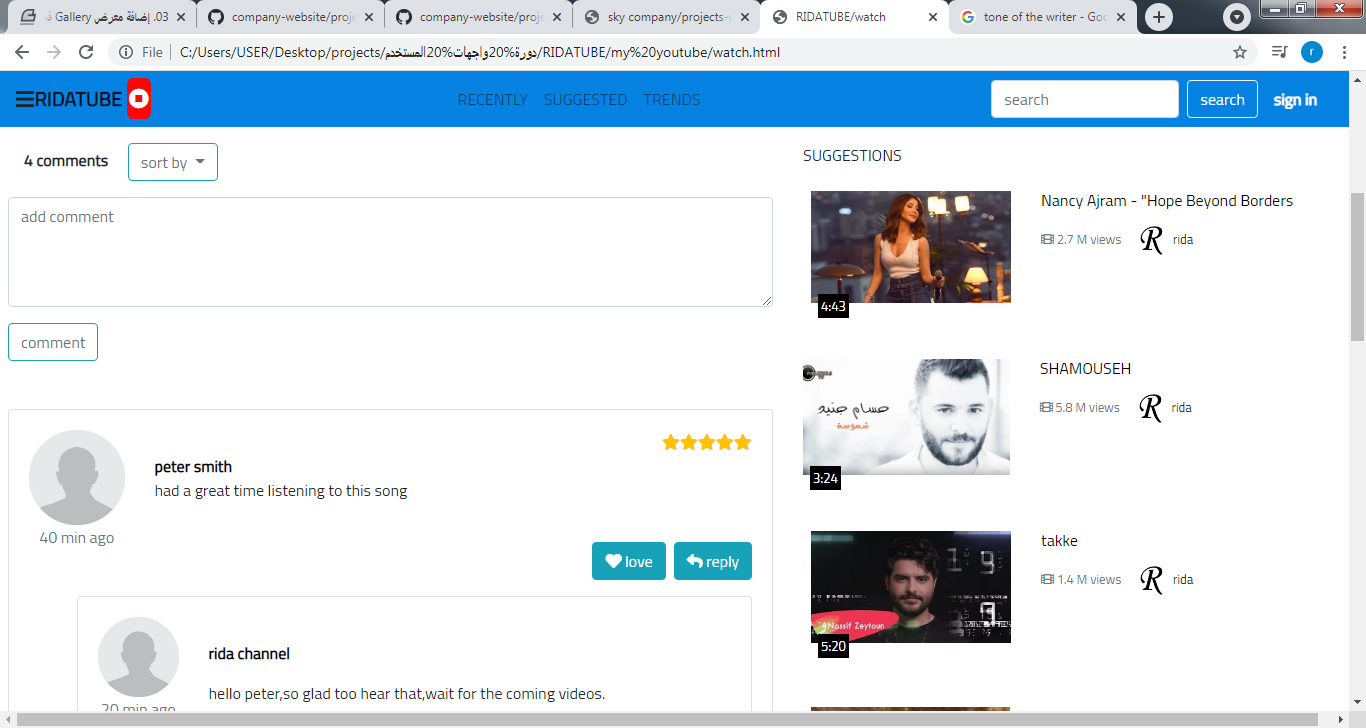 03. إضافة معرض Gallery
company-website/proje
company-website/proje
sky company/projects-
RIDATUBE/watch
tone of the writer - Goo
File
C:/Users/USER/Desktop/projects/دورة%20واجهات%20المستخدم/RIDATUBE/my%20youtube/watch.html
r
RIDATUBE
RECENTLY SUGGESTED TRENDS
search
search
sign in
4 comments
sort by
add comment
comment
peter smith
had a great time listening to this song
40 min ago
love
reply
rida channel
hello peter,so glad too hear that,wait for the coming videos.
20 min ago
SUGGESTIONS
Nancy Ajram - "Hope Beyond Borders
2.7 M views
R
rida
4:43
SHAMOUSEH
5.8 M views
R
rida
حسام جنيد
شموسة
3:24
takke
1.4 M views
R
rida
#Nassif Zeytoun
5:20